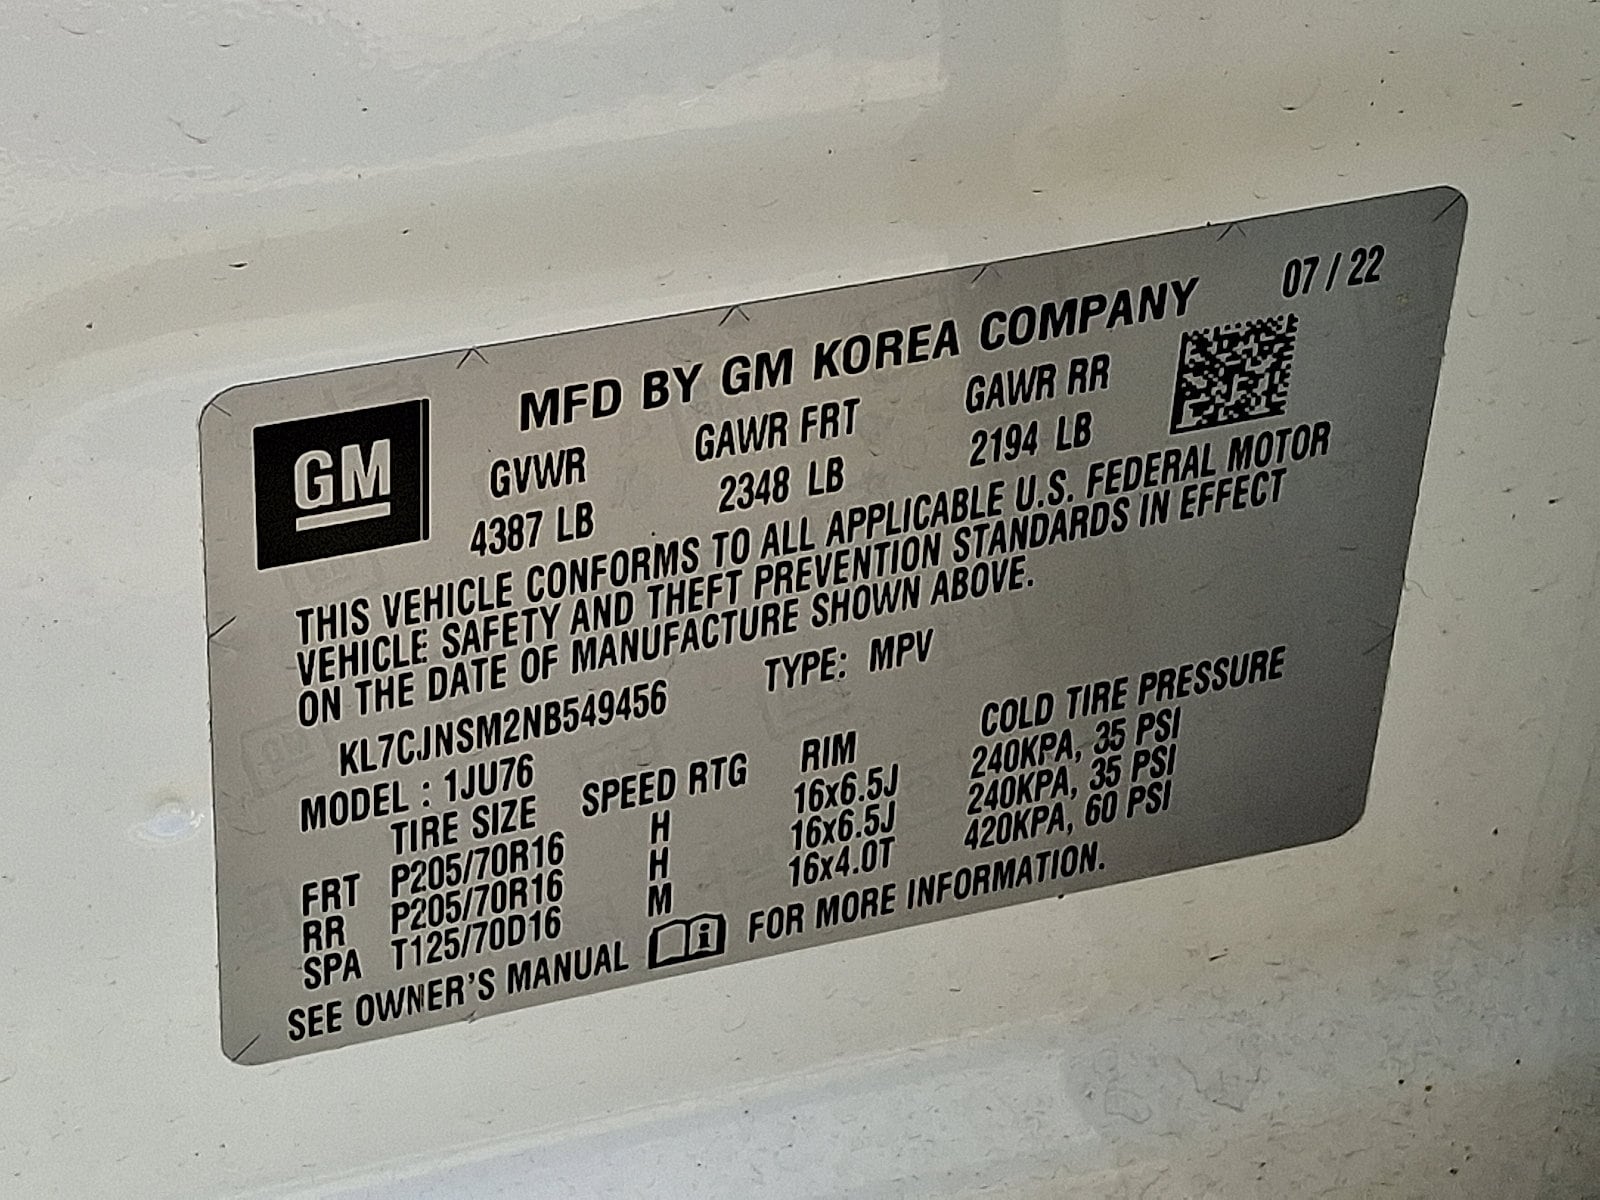 MFD BY GM KOREA COMPANY 07 / 22
GM
GVWR GAWR FRT GAWR RR
4387 LB 2348 LB 2194 LB
THIS VEHICLE CONFORMS TO ALL APPLICABLE U.S. FEDERAL MOTOR
VEHICLE SAFETY AND THEFT PREVENTION STANDARDS IN EFFECT
ON THE DATE OF MANUFACTURE SHOWN ABOVE.
KL7CJNSM2NB549456 TYPE: MPV
MODEL : 1JU76
TIRE SIZE SPEED RTG RIM COLD TIRE PRESSURE
FRT P205/70R16 H 16x6.5J 240KPA, 35 PSI
RR P205/70R16 H 16x6.5J 240KPA, 35 PSI
SPA T125/70D16 M 16x4.0T 420KPA, 60 PSI
SEE OWNER'S MANUAL i FOR MORE INFORMATION.